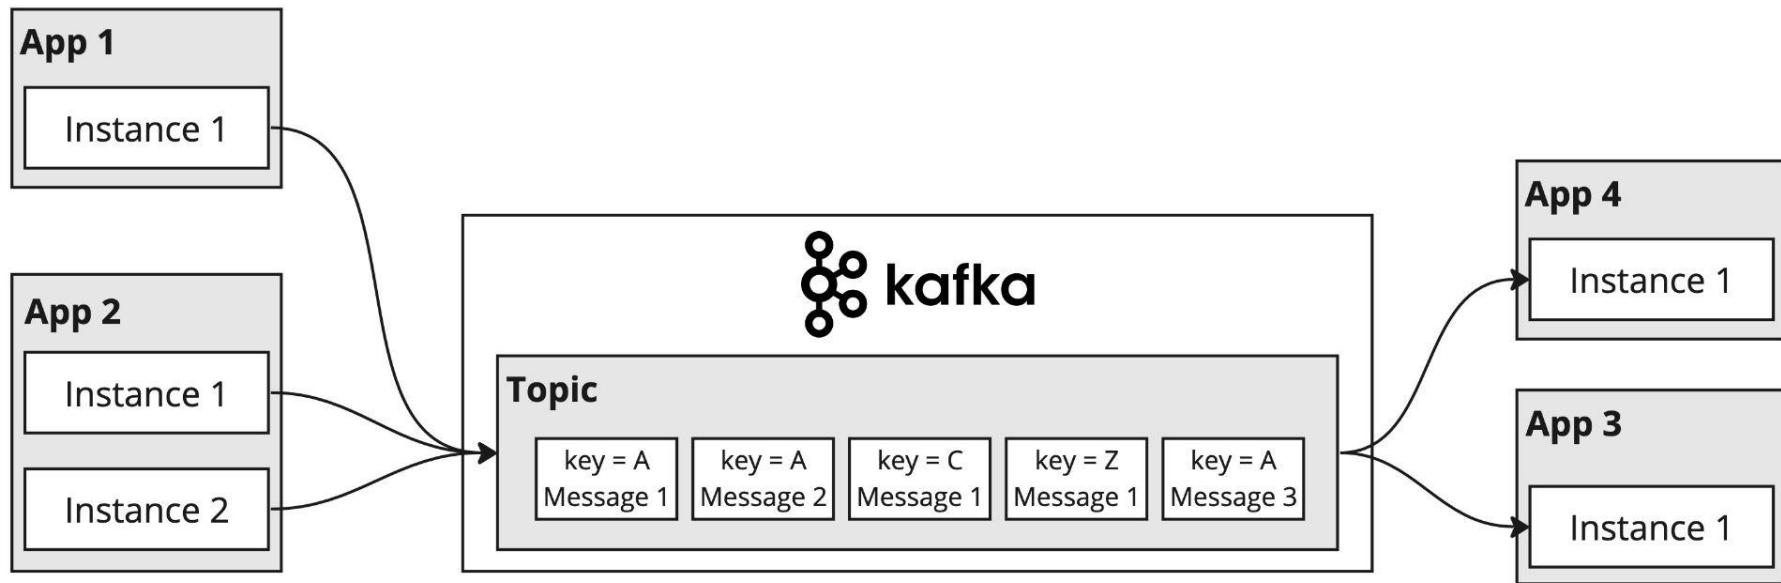 App 1
Instance 1
App 2
Instance 1
Instance 2
kafka
Topic
key = A
Message 1
key = A
Message 2
key = C
Message 1
key = Z
Message 1
key = A
Message 3
App 4
Instance 1
App 3
Instance 1